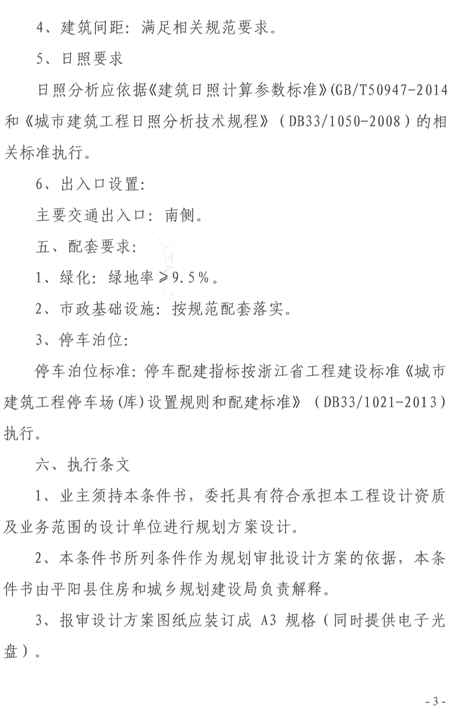 4、建筑间距：满足相关规范要求。
5、日照要求
日照分析应依据《建筑日照计算参数标准》(GB/T50947-2014)
和《城市建筑工程日照分析技术规程》（DB33/1050-2008）的相
关标准执行。
6、出入口设置：
主要交通出入口：南侧。
五、配套要求：
1、绿化：绿地率≥9.5%。
2、市政基础设施：按规范配套落实。
3、停车泊位：
停车泊位标准：停车配建指标按浙江省工程建设标准《城市
建筑工程停车场(库)设置规则和配建标准》（DB33/1021-2013）
执行。
六、执行条文
1、业主须持本条件书，委托具有符合承担本工程设计资质
及业务范围的设计单位进行规划方案设计。
2、本条件书所列条件作为规划审批设计方案的依据，本条
件书由平阳县住房和城乡规划建设局负责解释。
3、报审设计方案图纸应装订成 A3 规格（同时提供电子光
盘）。
- 3 -